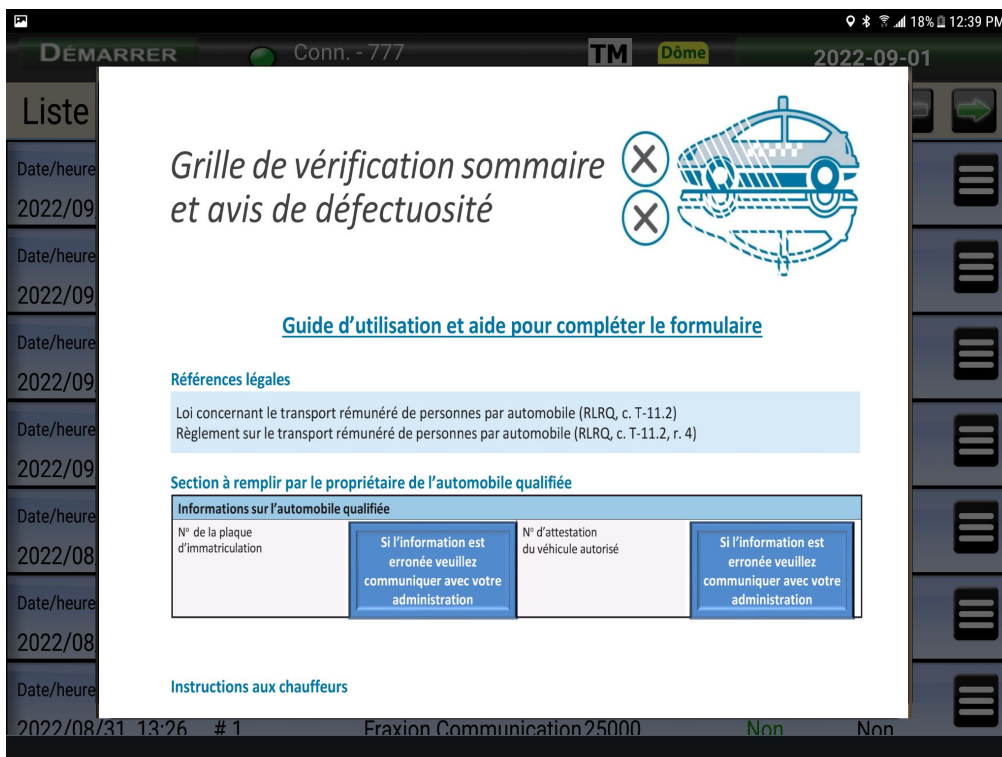 18% 12:39 PM
DÉMARRER
Conn. - 777
TM
Dôme
2022-09-01
Liste
Grille de vérification sommaire
et avis de défectuosité
Guide d'utilisation et aide pour compléter le formulaire
Références légales
Loi concernant le transport rémunéré de personnes par automobile (RLRQ, c. T-11.2)
Règlement sur le transport rémunéré de personnes par automobile (RLRQ, c. T-11.2, r. 4)
Section à remplir par le propriétaire de l'automobile qualifiée
Informations sur l'automobile qualifiée
Nº de la plaque
d'immatriculation
Si l'information est
erronée veuillez
communiquer avec votre
administration
Nº d'attestation
du véhicule autorisé
Si l'information est
erronée veuillez
communiquer avec votre
administration
Instructions aux chauffeurs
Date/heure
2022/09
Date/heure
2022/09
Date/heure
2022/09
Date/heure
2022/09
Date/heure
2022/08
Date/heure
2022/08
Date/heure
2022/08/31 13:26 # 1 Fraxion Communication 25000 Non Non